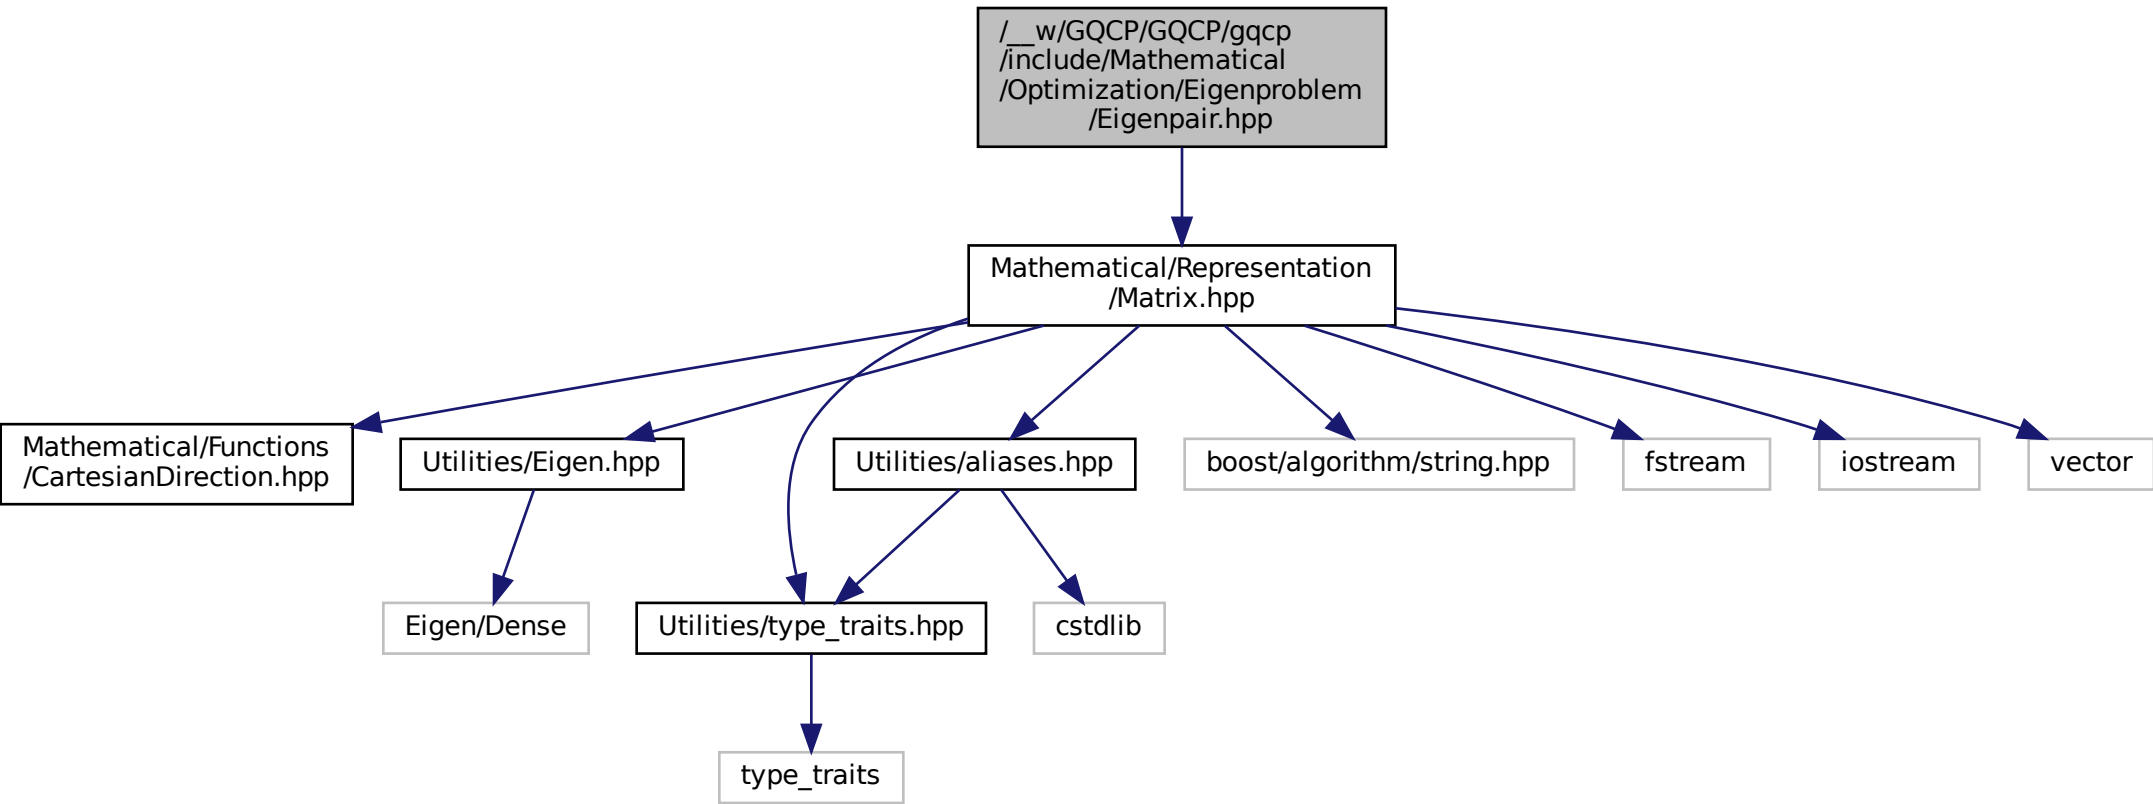 /__w/GQCP/GQCP/gqcp
/include/Mathematical
/Optimization/Eigenproblem
/Eigenpair.hpp
Mathematical/Representation
/Matrix.hpp
Mathematical/Functions
/CartesianDirection.hpp
Utilities/Eigen.hpp
Utilities/aliases.hpp
boost/algorithm/string.hpp
fstream
iostream
vector
Eigen/Dense
Utilities/type_traits.hpp
cstdlib
type_traits